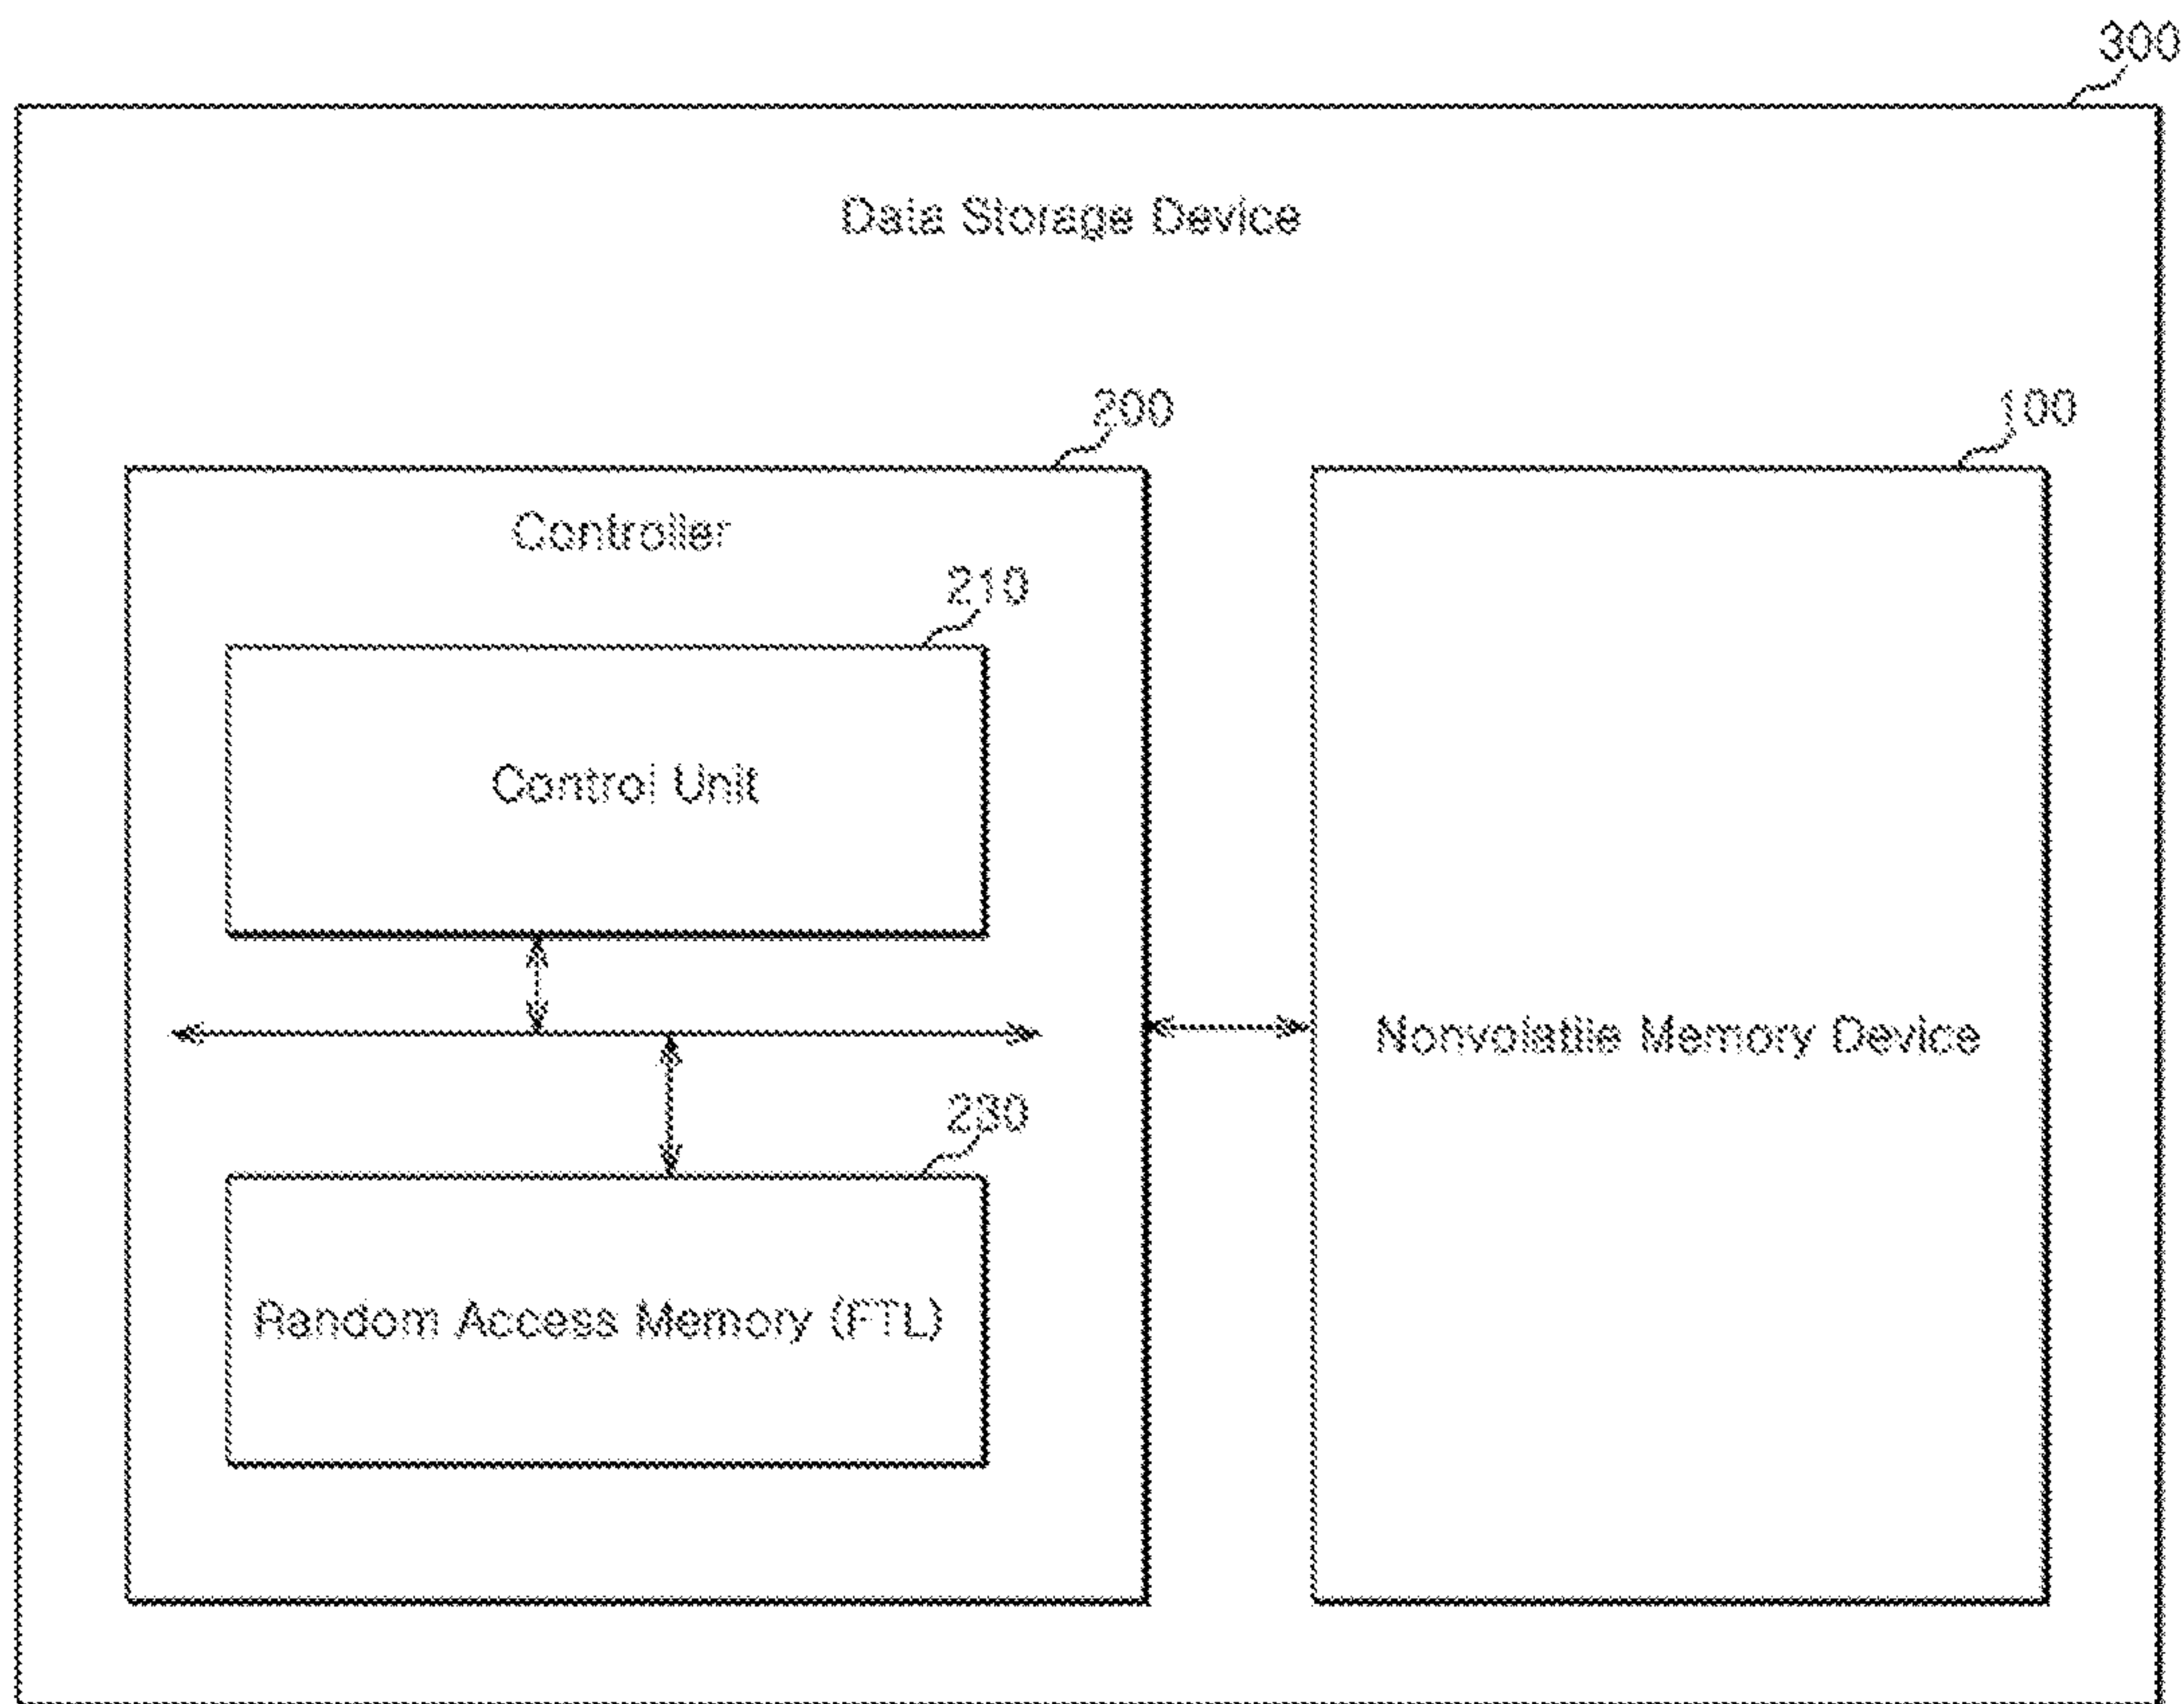 300
Data Storage Device
200
100
Controller
210
Control Unit
Nonvolatile Memory Device
230
Random Access Memory (FTL)